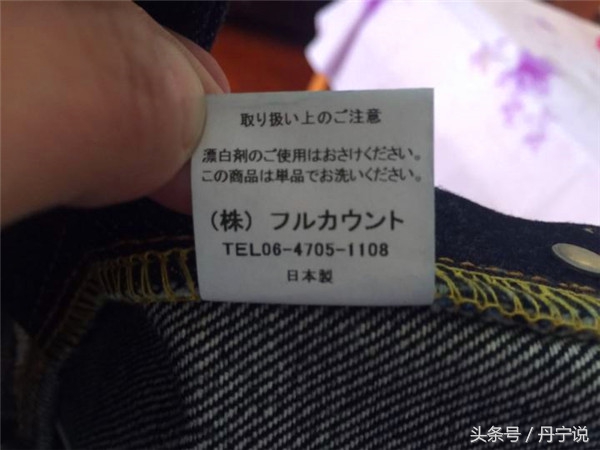 取り扱い上のご注意
漂白剤のご使用はおさけください。
この商品は単品でお洗いください。
(株) フルカウント
TEL06-4705-1108
日本製
头条号 / 丹宁说